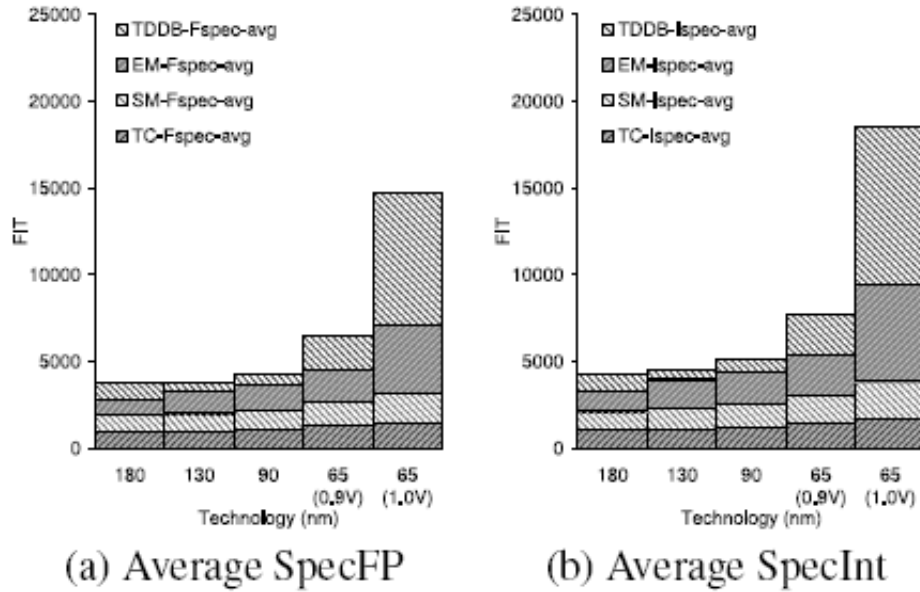 25000
20000
15000
10000
5000
0
FIT
TDDB-Fspec-avg
EM-Fspec-avg
SM-Fspec-avg
TC-Fspec-avg
180 130 90 65 65
(0.9V) (1.0V)
Technology (nm)
(a) Average SpecFP
25000
20000
15000
10000
5000
0
FIT
TDDB-Ispec-avg
EM-Ispec-avg
SM-Ispec-avg
TC-Ispec-avg
180 130 90 65 65
(0.9V) (1.0V)
Technology (nm)
(b) Average SpecInt